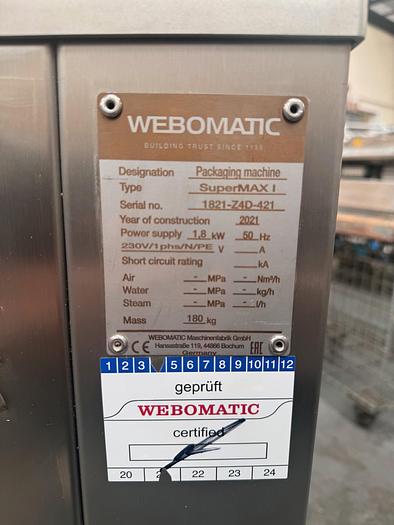 WEBOMATIC
BUILDING TRUST SINCE
Designation Packaging machine
Type SuperMAX I
Serial no. 1821-Z4D-421
Year of construction 2021
Power supply 1,8 kW 50 Hz
230V/1phs/N/PE V A
Short circuit rating kA
Air - MPa - Nm³/h
Water - MPa - kg/h
Steam - MPa - l/h
Mass 180 kg
WEBOMATIC Maschinenfabrik GmbH
CE Hansastraße 119, 44866 Bochum EAC
Germany
1 2 3 5 6 7 8 9 10 11 12
geprüft
WEBOMATIC
certified
20 22 23 24